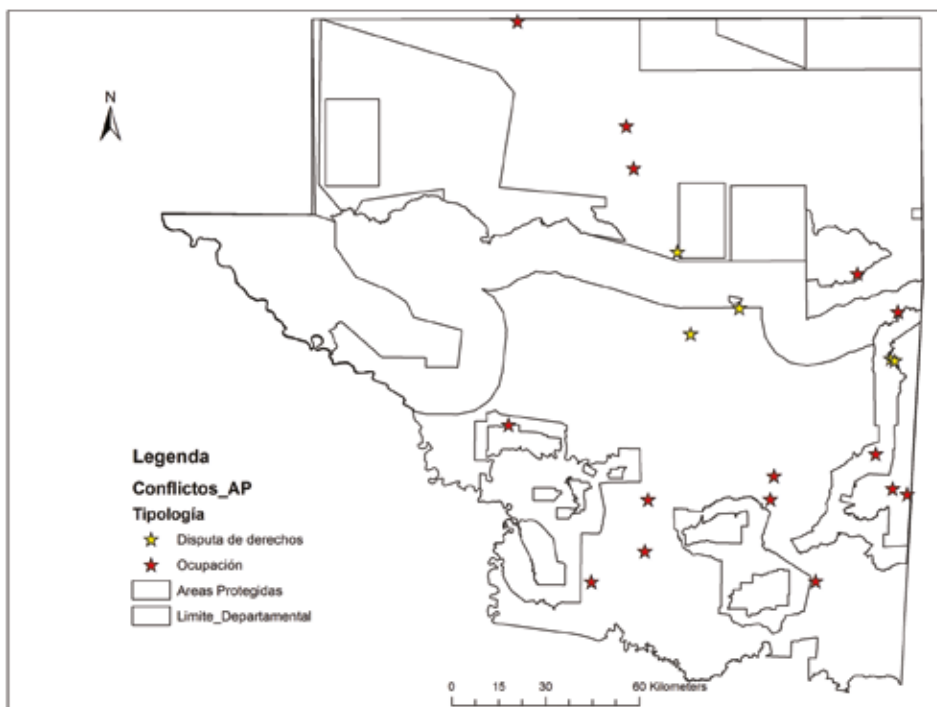 N
Legenda
Conflictos_AP
Tipología
Disputa de derechos
Ocupación
Areas Protegidas
Limite_Departamental
0 15 30 60 Kilometers